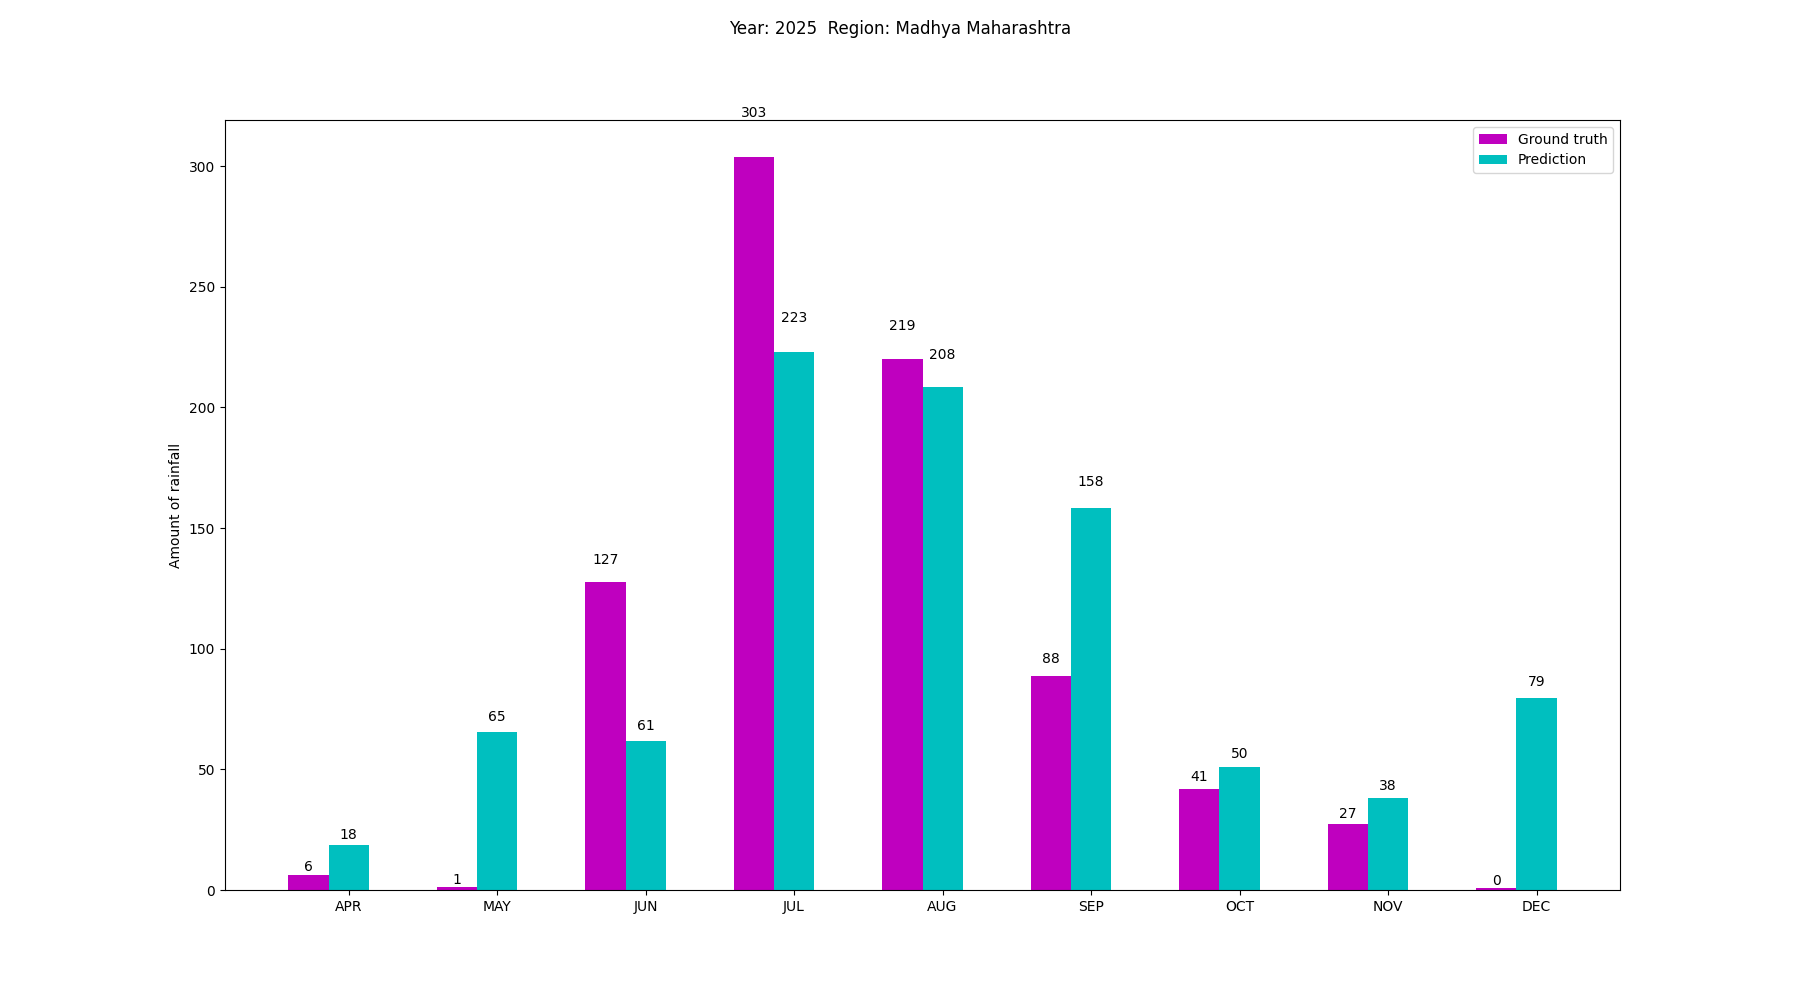 Year: 2025  Region: Madhya Maharashtra
Ground truth
Prediction
Amount of rainfall
300
250
200
150
100
50
0
6
18
1
65
127
61
303
223
219
208
88
158
41
50
27
38
0
79
APR
MAY
JUN
JUL
AUG
SEP
OCT
NOV
DEC